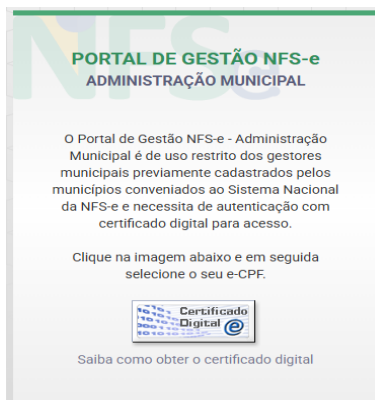 NFSe
PORTAL DE GESTÃO NFS-e
ADMINISTRAÇÃO MUNICIPAL
O Portal de Gestão NFS-e - Administração
Municipal é de uso restrito dos gestores
municipais previamente cadastrados pelos
municípios conveniados ao Sistema Nacional
da NFS-e e necessita de autenticação com
certificado digital para acesso.
Clique na imagem abaixo e em seguida
selecione o seu e-CPF.
Certificado
Digital e
Saiba como obter o certificado digital